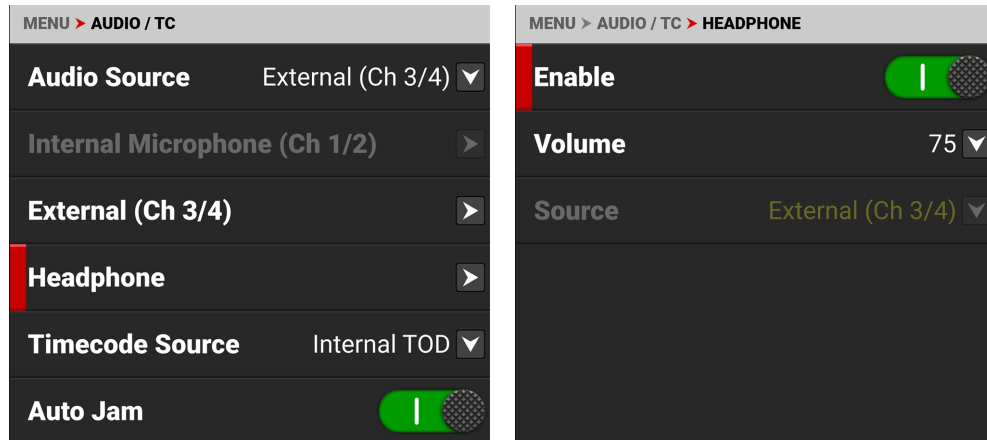 MENU > AUDIO / TC
Audio Source External (Ch 3/4)
Internal Microphone (Ch 1/2)
External (Ch 3/4)
Headphone
Timecode Source Internal TOD
Auto Jam
MENU > AUDIO / TC > HEADPHONE
Enable
Volume 75
Source External (Ch 3/4)